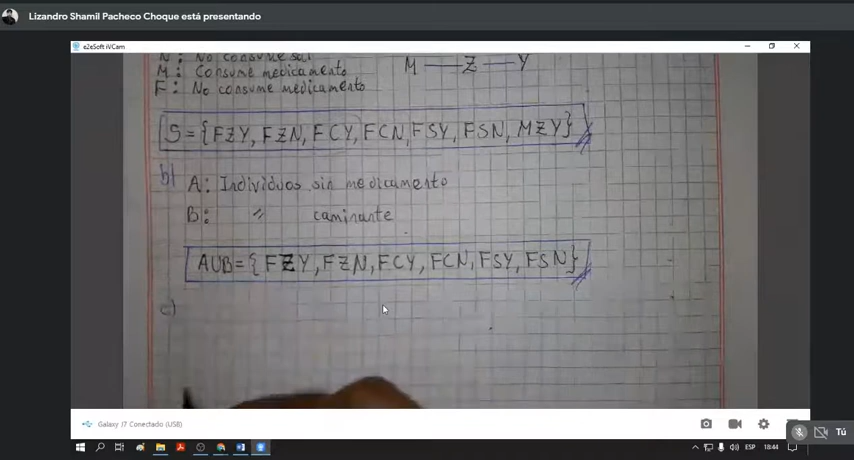 Lizandro Shamil Pacheco Choque está presentando
e2eSoft iVCam
N: No consume sal
M: Consume medicamento
M — Z — Y
F: No consume medicamento
S = {FZY, FZN, FCY, FCN, FSY, FSN, MZY}
b)
A: Individuos sin medicamento
B: " caminante
AUB = {FZY, FZN, FCY, FCN, FSY, FSN}
c)
Galaxy J7 Conectado (USB)
Tú
ESP 18:44